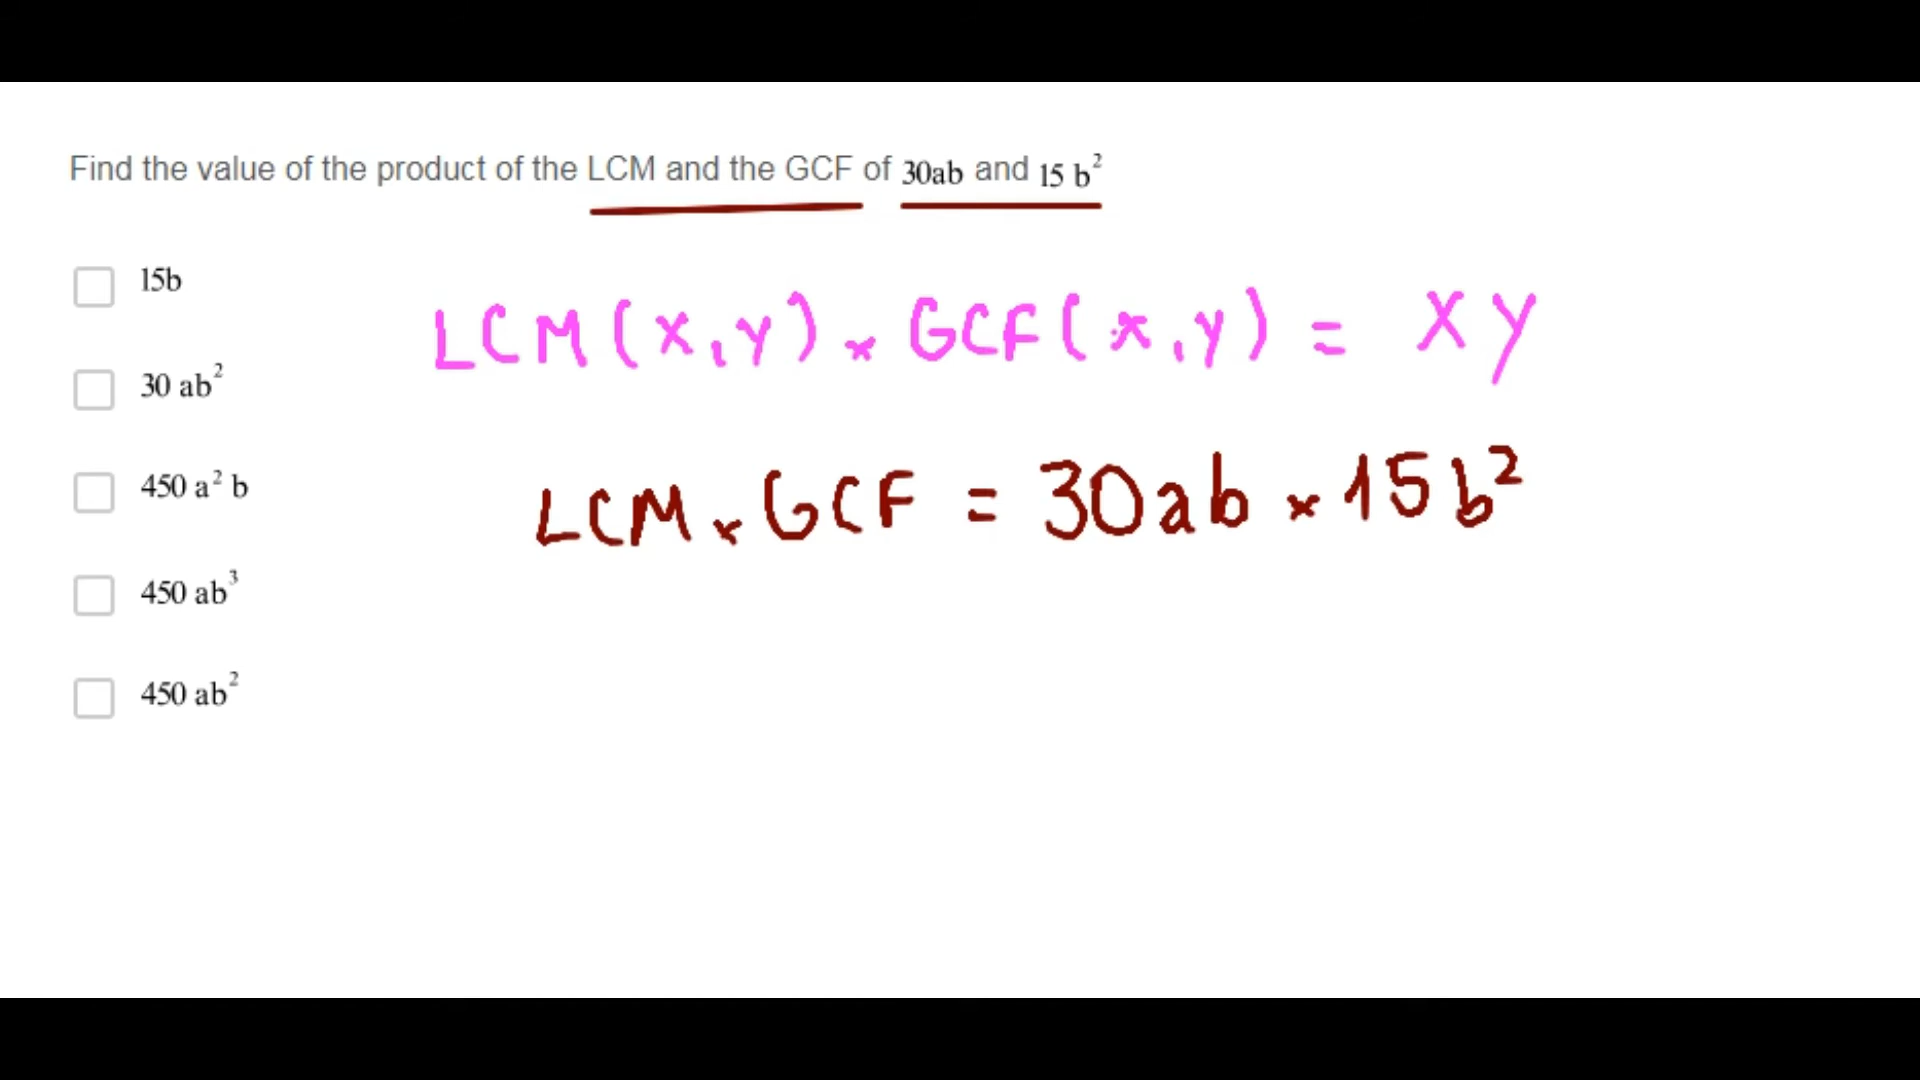 Find the value of the product of the LCM and the GCF of 30ab and 15 b²
15b
LCM(x,y) × GCF(x,y) = xy
30 ab²
450 a² b
LCM × GCF = 30ab × 15b²
450 ab³
450 ab²